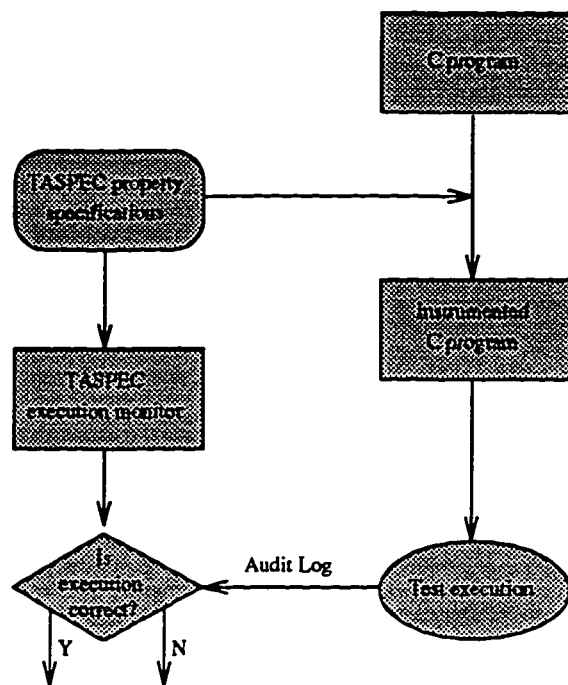 C program
TASPEC property
specifications
Instrumented
C program
TASPEC
execution monitor
Is
execution
correct?
Audit Log
Test execution
Y
N